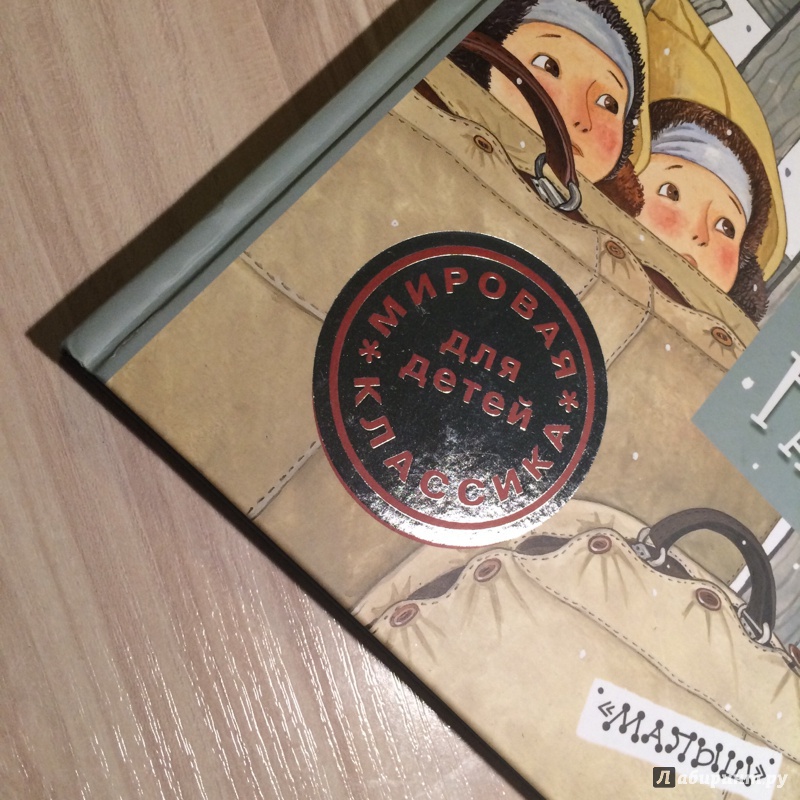 МИРОВАЯ
для
детей
КЛАССИКА
«МАЛЫШ»
Лабиринт.ру